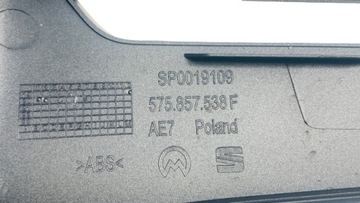 SP0019109
575.857.538 F
AE7 Poland
>ABS<